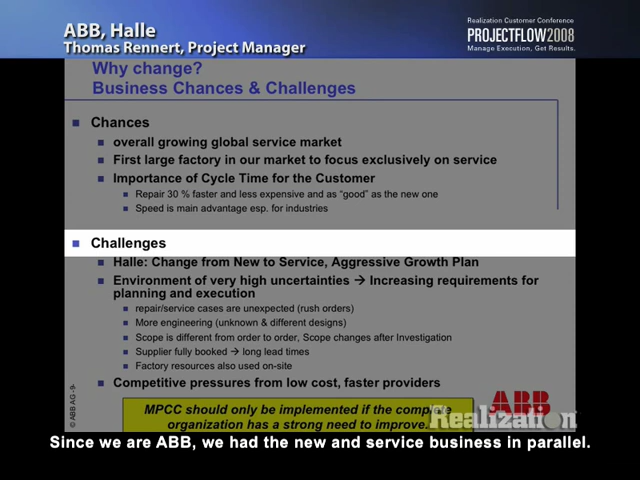 ABB, Halle
Thomas Rennert, Project Manager
Realization Customer Conference
PROJECTFLOW2008
Manage Execution, Get Results.
Why change?
Business Chances & Challenges
Chances
overall growing global service market
First large factory in our market to focus exclusively on service
Importance of Cycle Time for the Customer
Repair 30 % faster and less expensive and as “good” as the new one
Speed is main advantage esp. for industries
Challenges
Halle: Change from New to Service, Aggressive Growth Plan
Environment of very high uncertainties → Increasing requirements for
planning and execution
repair/service cases are unexpected (rush orders)
More engineering (unknown & different designs)
Scope is different from order to order, Scope changes after Investigation
Supplier fully booked → long lead times
Factory resources also used on-site
Competitive pressures from low cost, faster providers
MPCC should only be implemented if the complete
organization has a strong need to improve.
© ABB AG -9-
ABB
Realization
Since we are ABB, we had the new and service business in parallel.